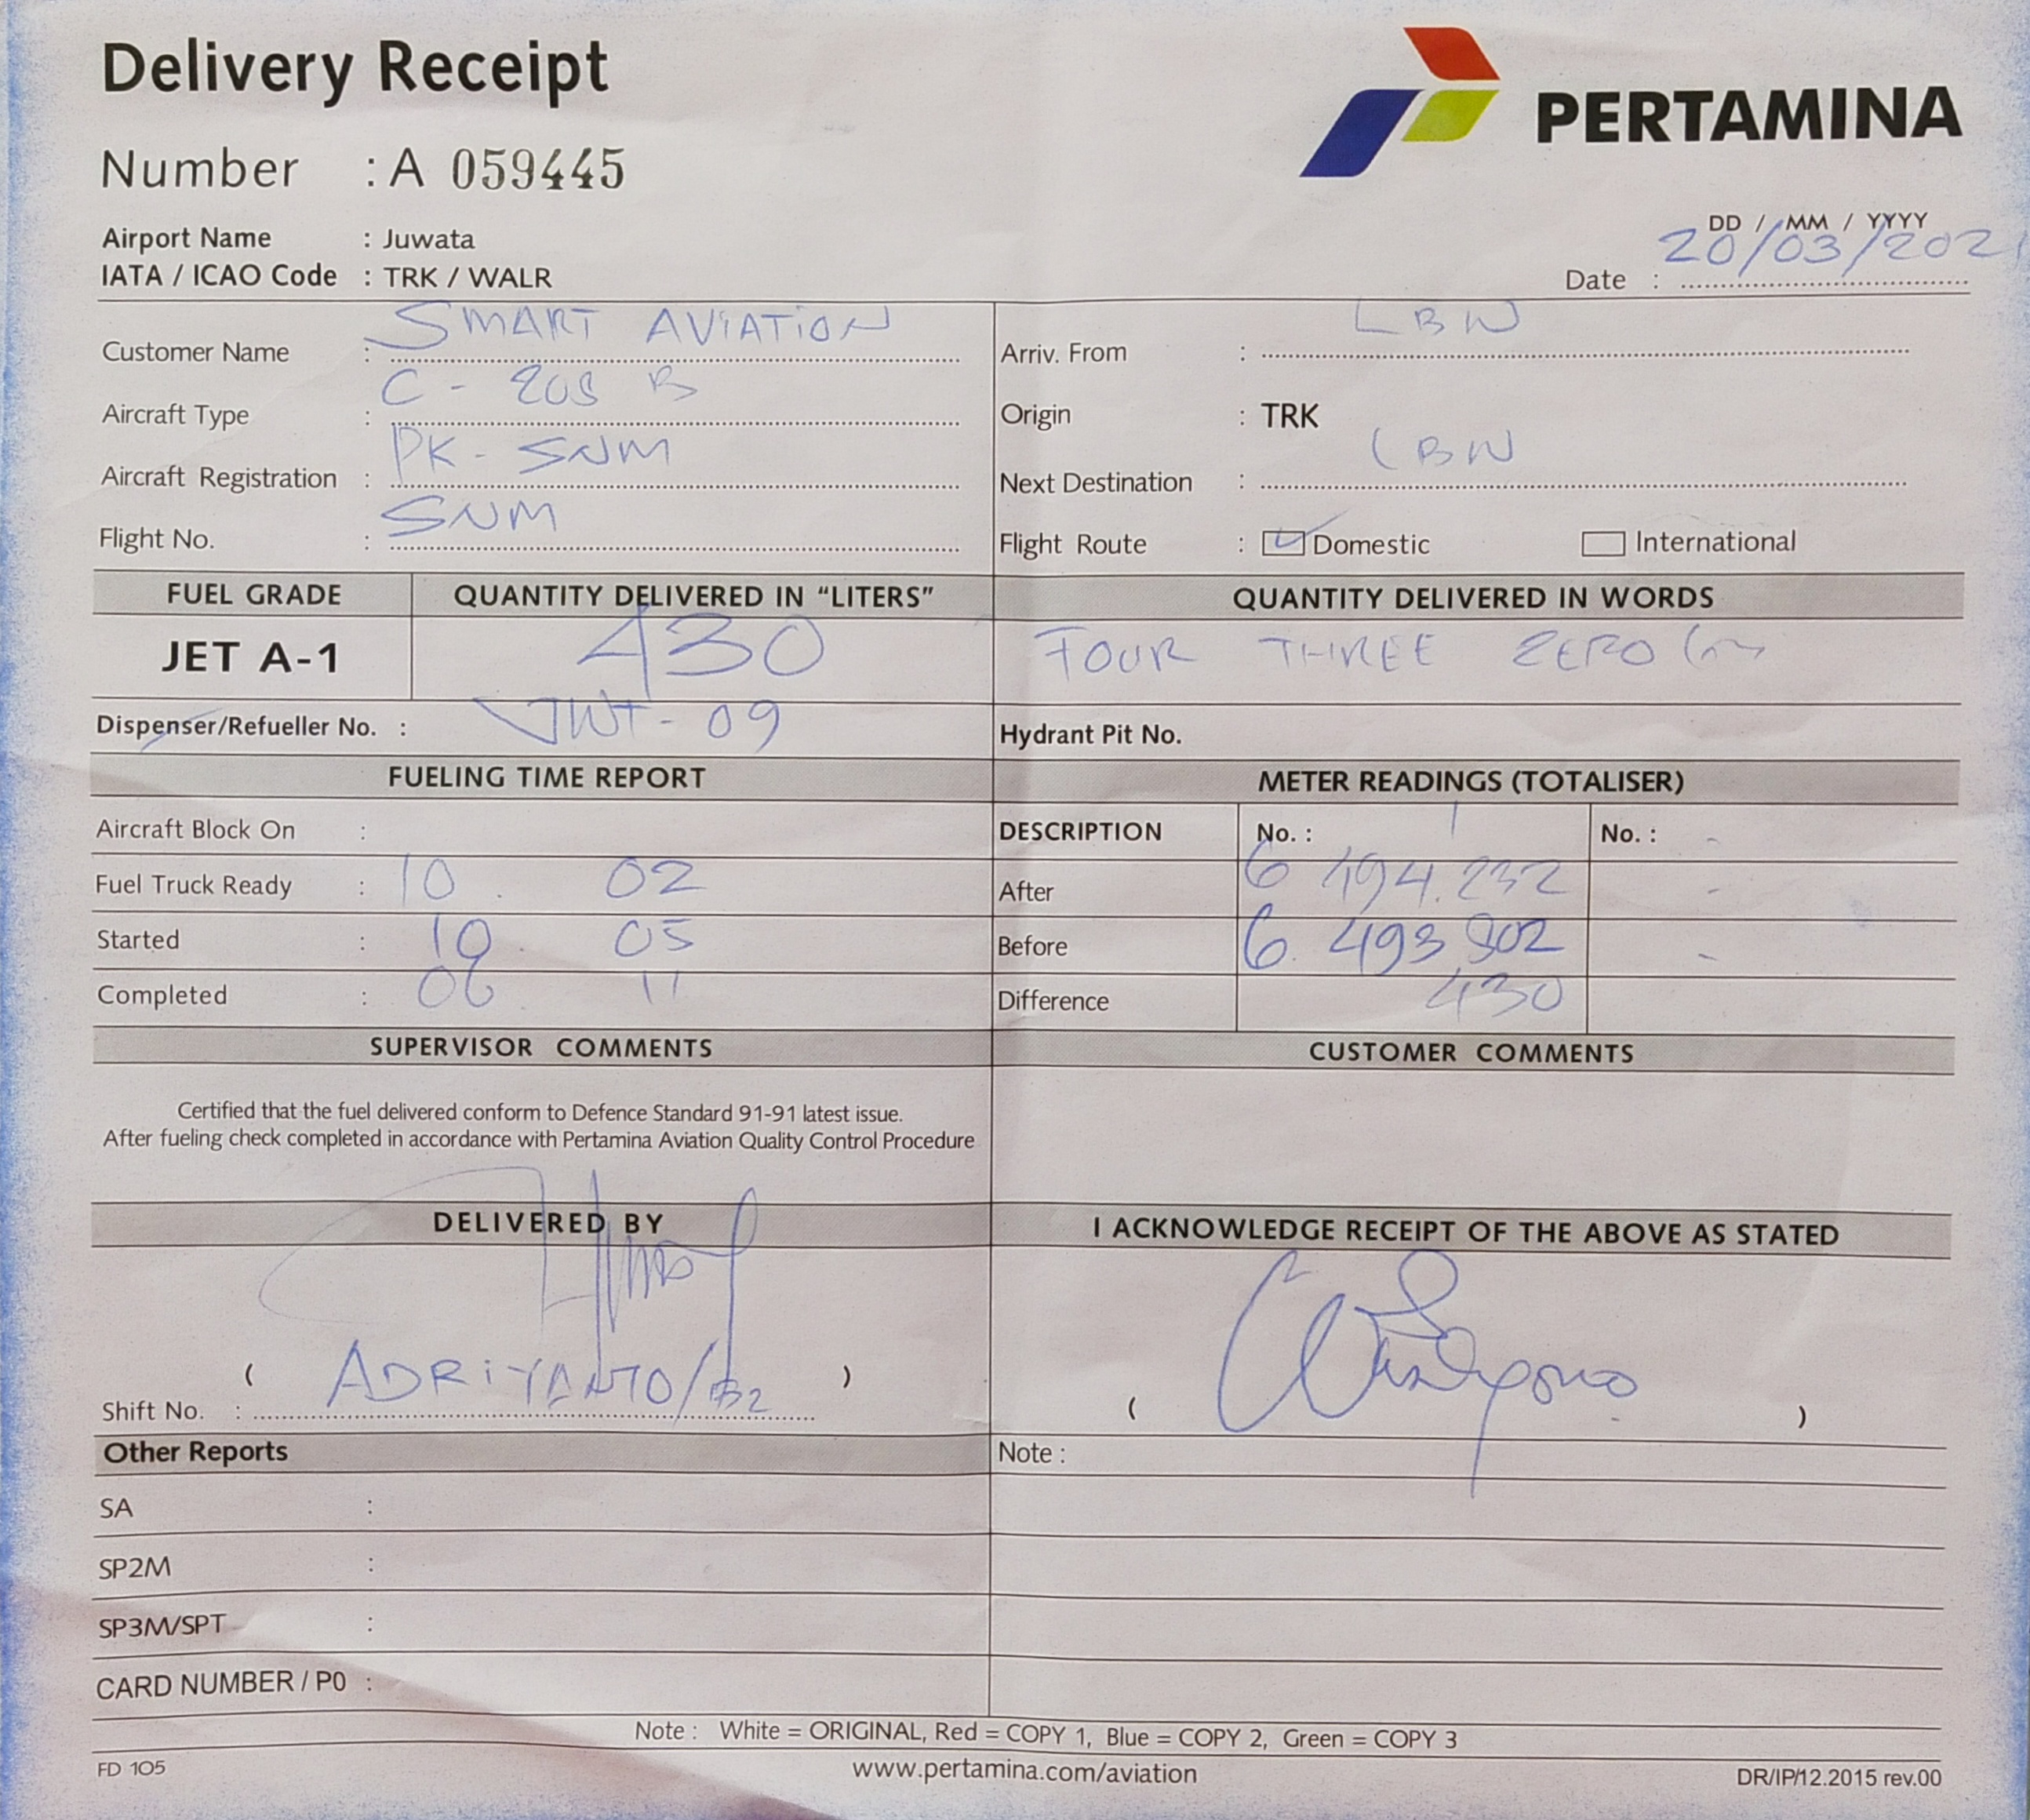 Delivery Receipt
PERTAMINA
Number : A 059445
Airport Name : Juwata
IATA / ICAO Code : TRK / WALR
DD / MM / YYYY
Date : 20/03/2021
Customer Name : SMART AVIATION
Arriv. From : LBN
Aircraft Type : C - 208 B
Origin : TRK
Aircraft Registration : PK - SNM
Next Destination : LBN
Flight No. : SNM
Flight Route : Domestic International
FUEL GRADE QUANTITY DELIVERED IN "LITERS" QUANTITY DELIVERED IN WORDS
JET A-1 430 FOUR THREE ZERO
Dispenser/Refueller No. : JWT - 09
Hydrant Pit No.
FUELING TIME REPORT METER READINGS (TOTALISER)
Aircraft Block On :
DESCRIPTION No. : 1 No. : -
Fuel Truck Ready : 10 . 02
After 6 494.232 -
Started : 10 . 05
Before 6. 493 802 -
Completed : 11
Difference 430
SUPERVISOR COMMENTS CUSTOMER COMMENTS
Certified that the fuel delivered conform to Defence Standard 91-91 latest issue.
After fueling check completed in accordance with Pertamina Aviation Quality Control Procedure
DELIVERED BY I ACKNOWLEDGE RECEIPT OF THE ABOVE AS STATED
( ADRiYANTO/B2 )
Shift No. :
( )
Other Reports Note :
SA :
SP2M :
SP3M/SPT :
CARD NUMBER / P0 :
Note : White = ORIGINAL, Red = COPY 1, Blue = COPY 2, Green = COPY 3
FD 105 www.pertamina.com/aviation DR/IP/12.2015 rev.00